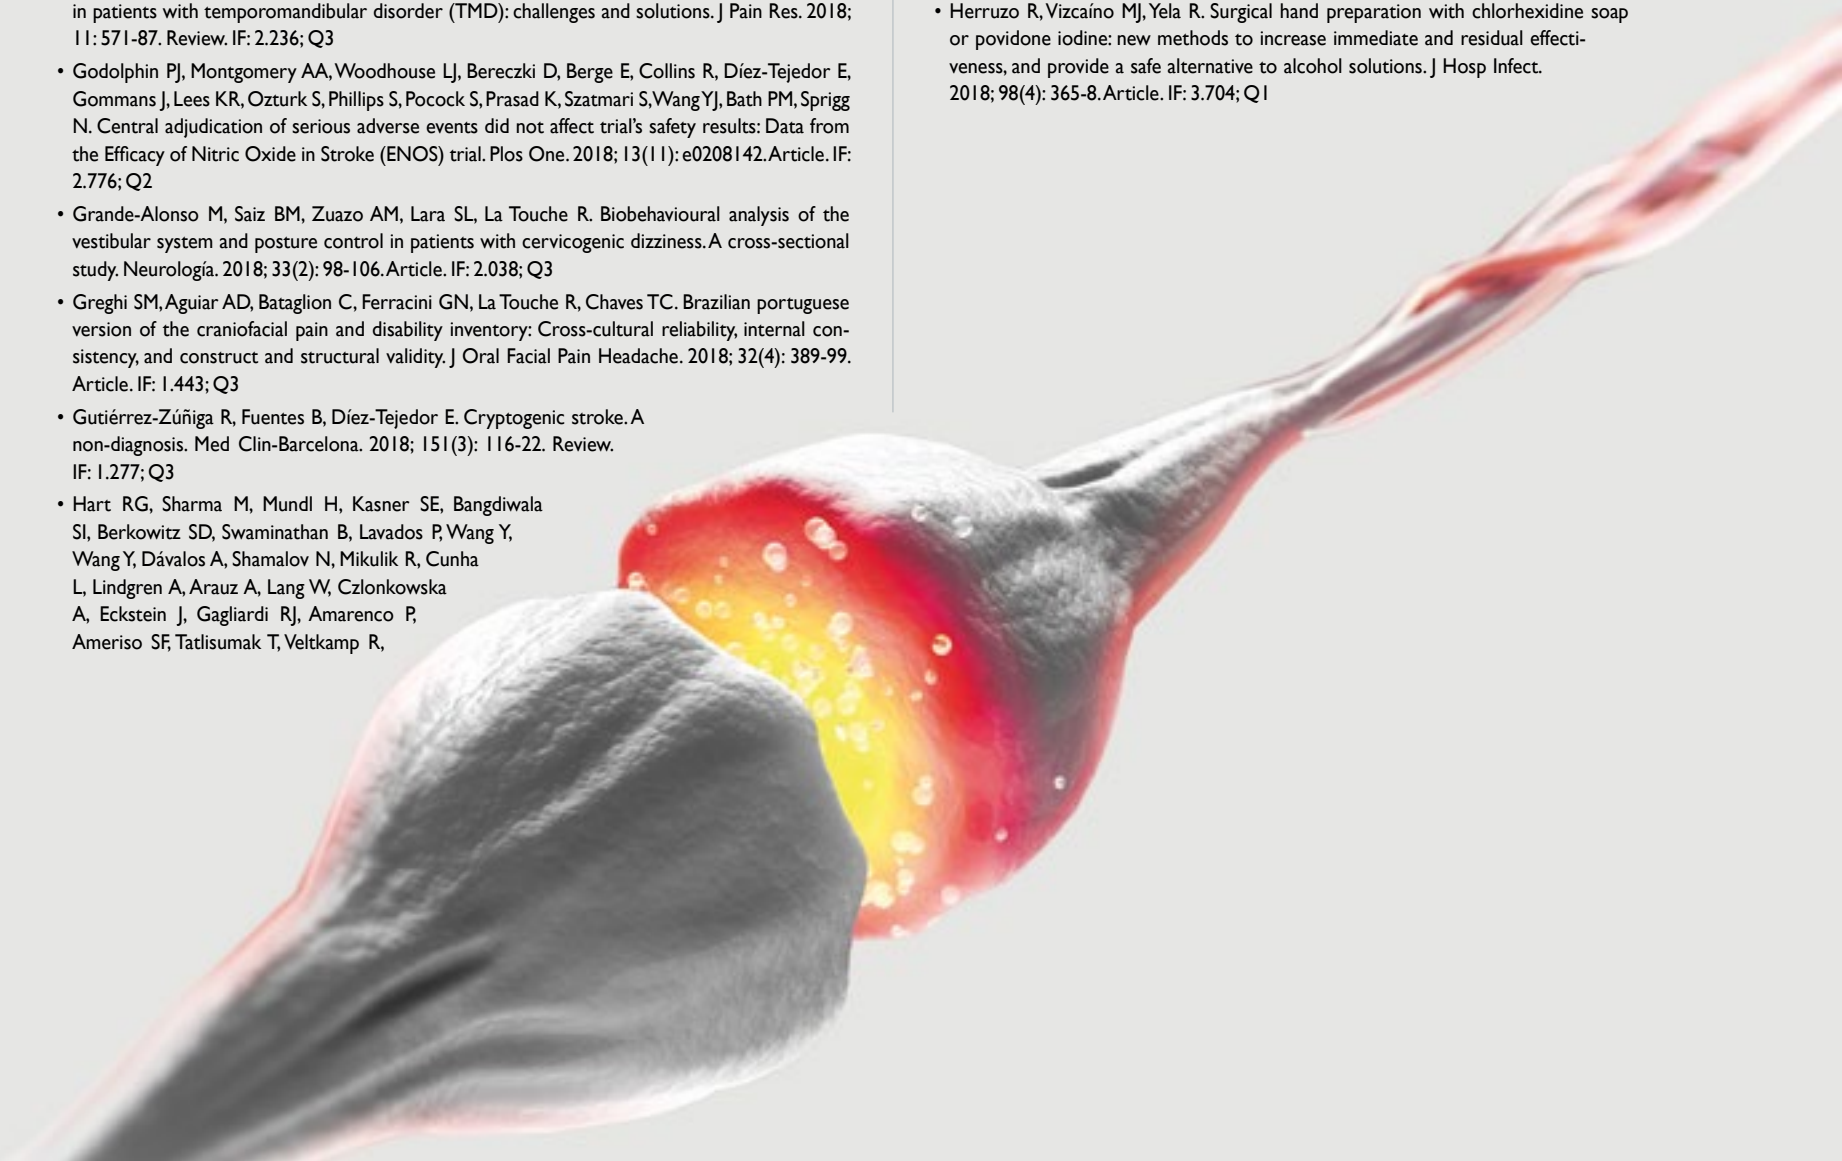 in patients with temporomandibular disorder (TMD): challenges and solutions. J Pain Res. 2018;
11: 571-87. Review. IF: 2.236; Q3
• Godolphin PJ, Montgomery AA, Woodhouse LJ, Bereczki D, Berge E, Collins R, Díez-Tejedor E,
Gommans J, Lees KR, Ozturk S, Phillips S, Pocock S, Prasad K, Szatmari S, Wang YJ, Bath PM, Sprigg
N. Central adjudication of serious adverse events did not affect trial's safety results: Data from
the Efficacy of Nitric Oxide in Stroke (ENOS) trial. Plos One. 2018; 13(11): e0208142. Article. IF:
2.776; Q2
• Grande-Alonso M, Saiz BM, Zuazo AM, Lara SL, La Touche R. Biobehavioural analysis of the
vestibular system and posture control in patients with cervicogenic dizziness. A cross-sectional
study. Neurología. 2018; 33(2): 98-106. Article. IF: 2.038; Q3
• Greghi SM, Aguiar AD, Bataglion C, Ferracini GN, La Touche R, Chaves TC. Brazilian portuguese
version of the craniofacial pain and disability inventory: Cross-cultural reliability, internal con-
sistency, and construct and structural validity. J Oral Facial Pain Headache. 2018; 32(4): 389-99.
Article. IF: 1.443; Q3
• Gutiérrez-Zúñiga R, Fuentes B, Díez-Tejedor E. Cryptogenic stroke. A
non-diagnosis. Med Clin-Barcelona. 2018; 151(3): 116-22. Review.
IF: 1.277; Q3
• Hart RG, Sharma M, Mundl H, Kasner SE, Bangdiwala
SI, Berkowitz SD, Swaminathan B, Lavados P, Wang Y,
Wang Y, Dávalos A, Shamalov N, Mikulik R, Cunha
L, Lindgren A, Arauz A, Lang W, Czlonkowska
A, Eckstein J, Gagliardi RJ, Amarenco P,
Ameriso SF, Tatlisumak T, Veltkamp R,
• Herruzo R, Vizcaíno MJ, Yela R. Surgical hand preparation with chlorhexidine soap
or povidone iodine: new methods to increase immediate and residual effecti-
veness, and provide a safe alternative to alcohol solutions. J Hosp Infect.
2018; 98(4): 365-8. Article. IF: 3.704; Q1